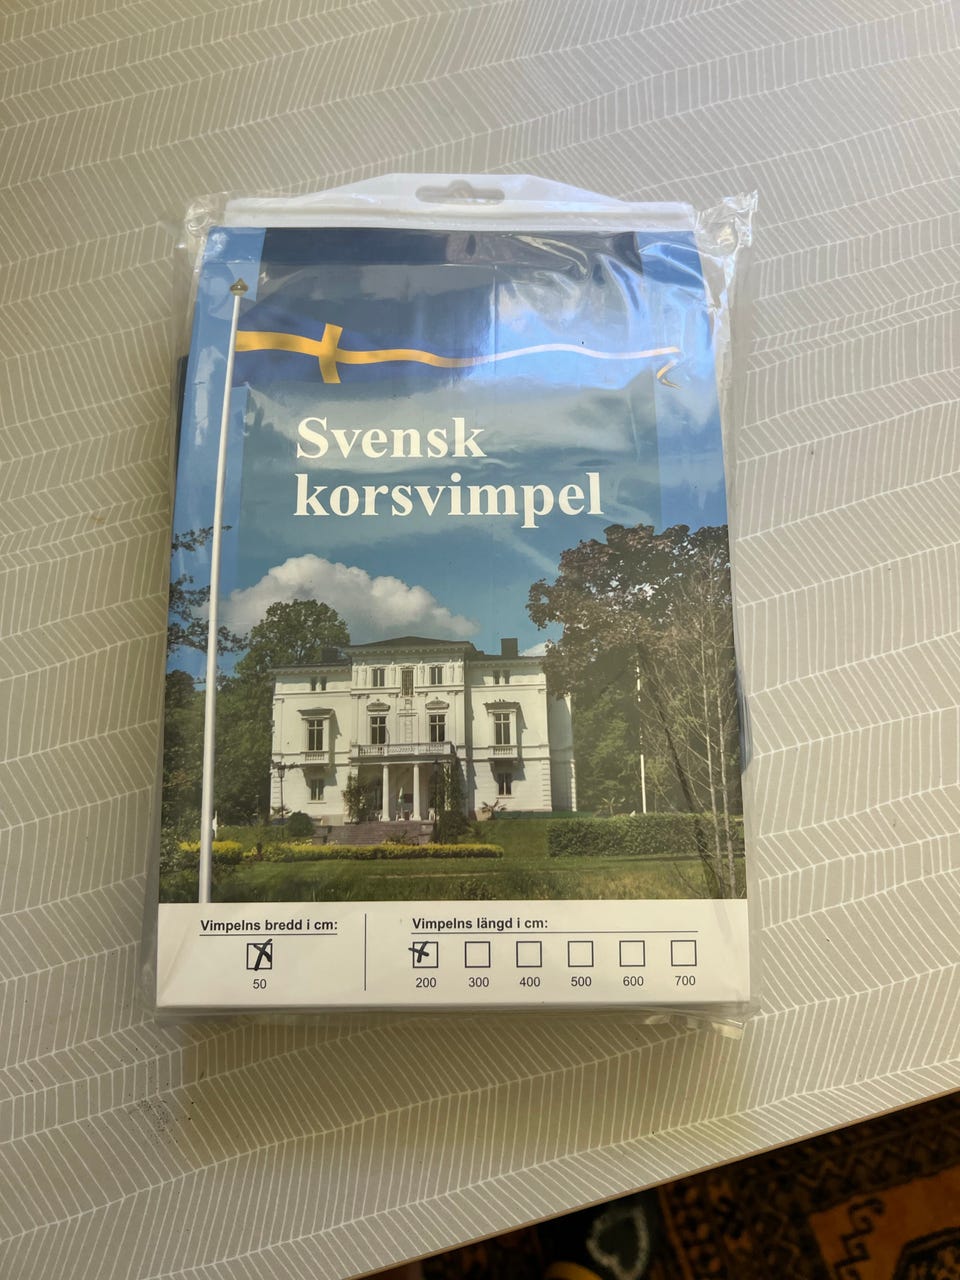 Svensk
korsvimpel
Vimpelns bredd i cm:
50
Vimpelns längd i cm:
200 300 400 500 600 700